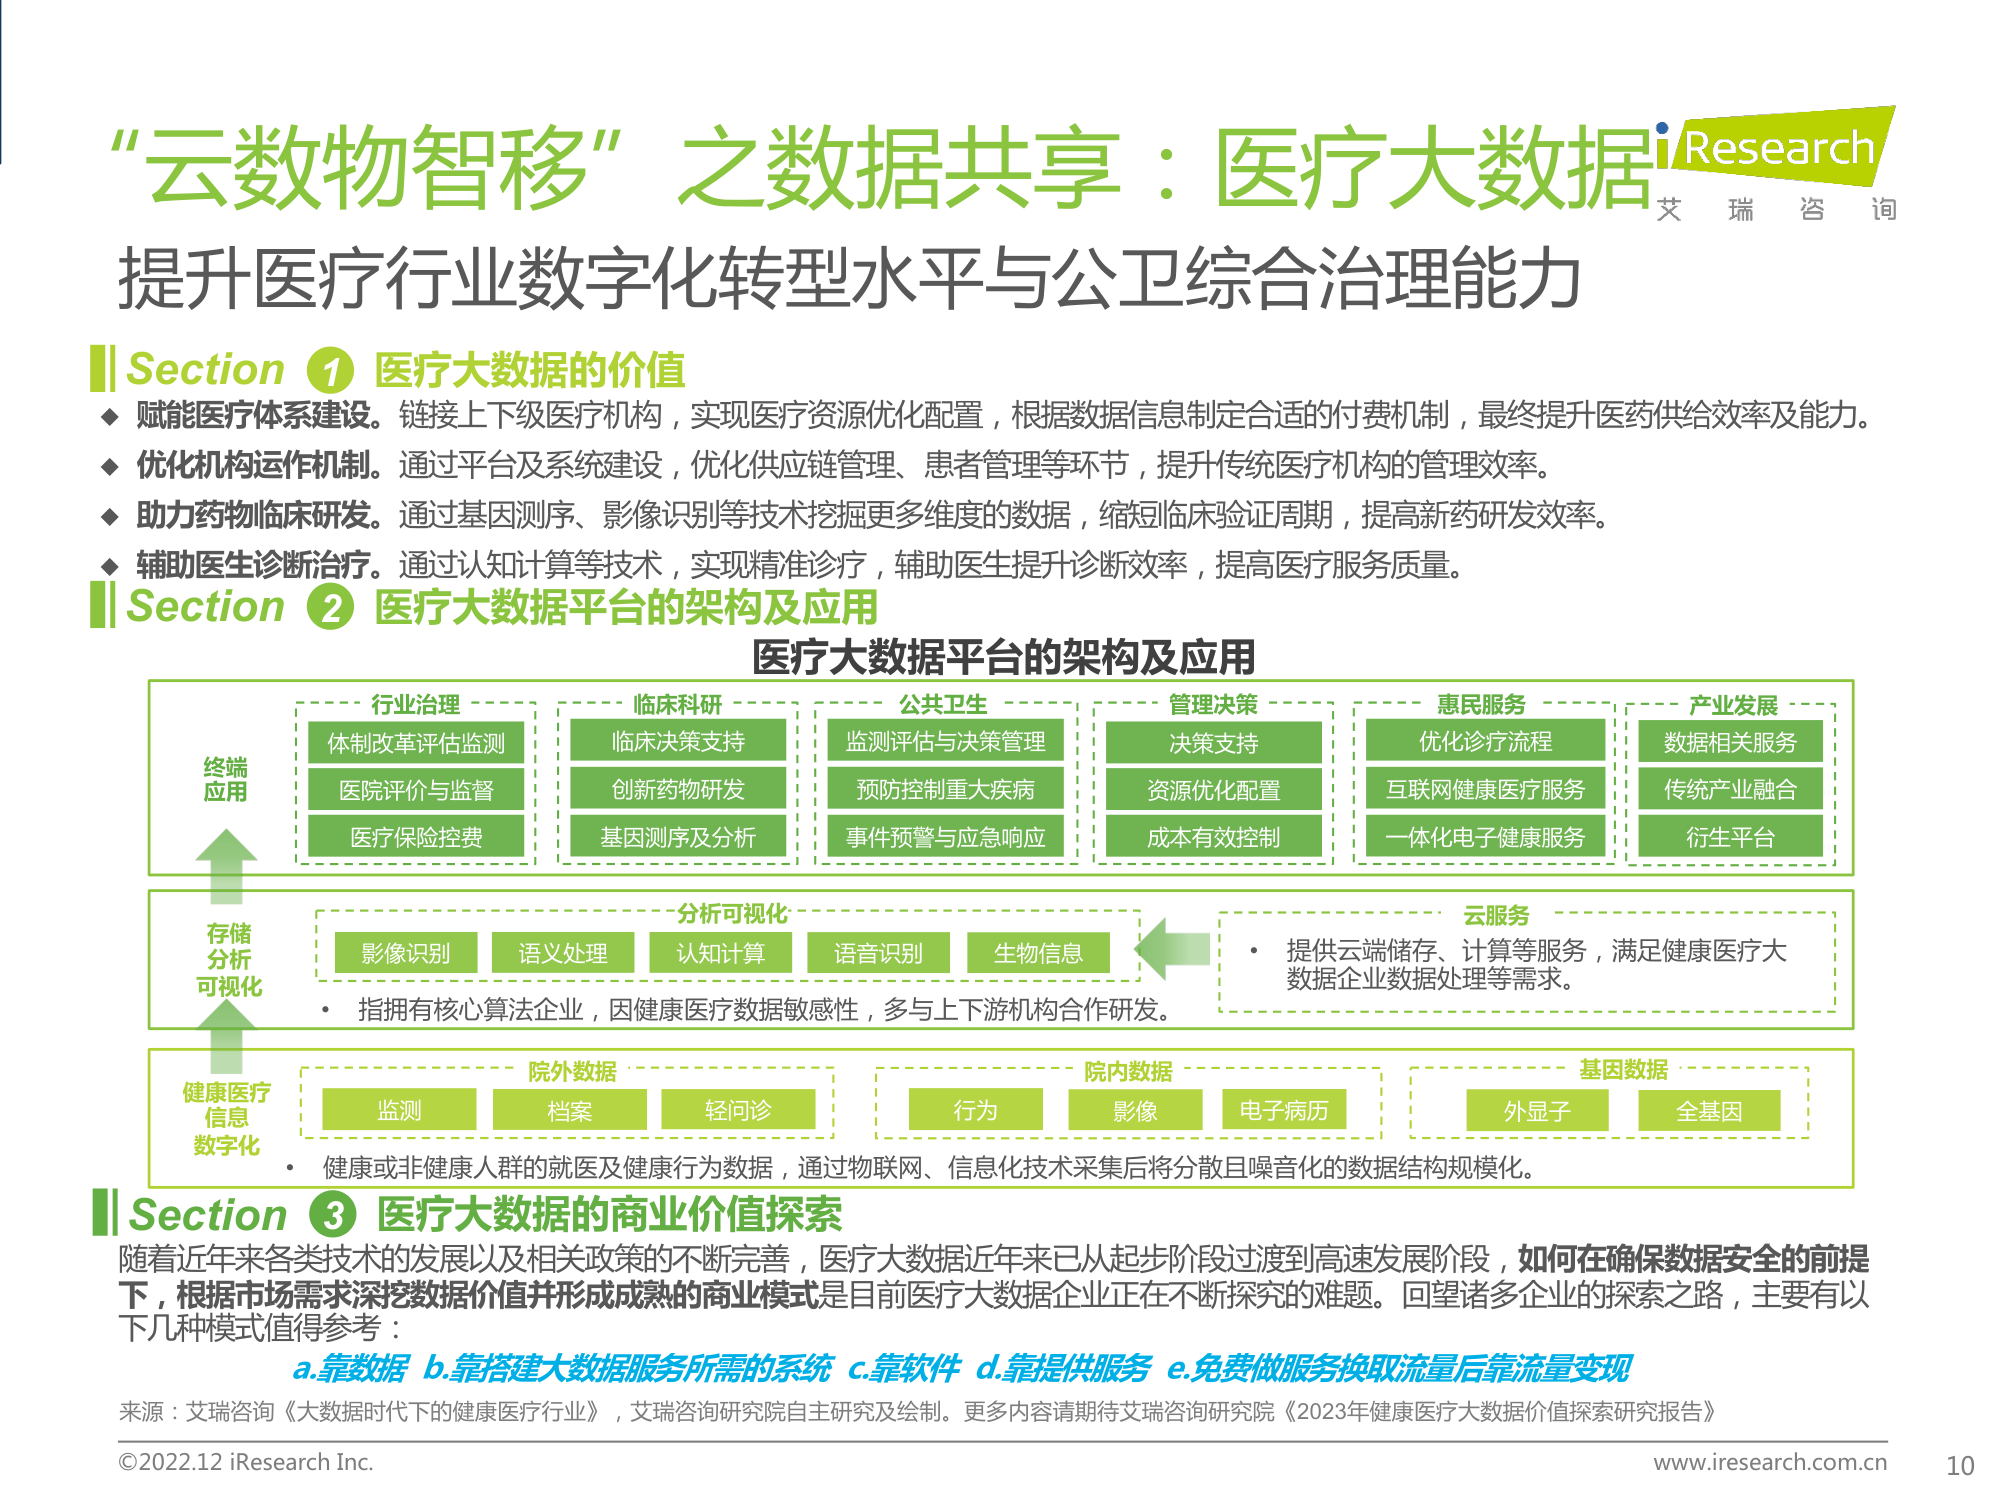 “云数物智移”之数据共享：医疗大数据
iResearch
艾瑞咨询
提升医疗行业数字化转型水平与公卫综合治理能力
Section 1 医疗大数据的价值
◆ 赋能医疗体系建设。链接上下级医疗机构，实现医疗资源优化配置，根据数据信息制定合适的付费机制，最终提升医药供给效率及能力。
◆ 优化机构运作机制。通过平台及系统建设，优化供应链管理、患者管理等环节，提升传统医疗机构的管理效率。
◆ 助力药物临床研发。通过基因测序、影像识别等技术挖掘更多维度的数据，缩短临床验证周期，提高新药研发效率。
◆ 辅助医生诊断治疗。通过认知计算等技术，实现精准诊疗，辅助医生提升诊断效率，提高医疗服务质量。
Section 2 医疗大数据平台的架构及应用
医疗大数据平台的架构及应用
终端
应用
行业治理
体制改革评估监测
医院评价与监督
医疗保险控费
临床科研
临床决策支持
创新药物研发
基因测序及分析
公共卫生
监测评估与决策管理
预防控制重大疾病
事件预警与应急响应
管理决策
决策支持
资源优化配置
成本有效控制
惠民服务
优化诊疗流程
互联网健康医疗服务
一体化电子健康服务
产业发展
数据相关服务
传统产业融合
衍生平台
存储
分析
可视化
分析可视化
影像识别 语义处理 认知计算 语音识别 生物信息
• 指拥有核心算法企业，因健康医疗数据敏感性，多与上下游机构合作研发。
云服务
• 提供云端储存、计算等服务，满足健康医疗大
数据企业数据处理等需求。
健康医疗
信息
数字化
院外数据
监测 档案 轻问诊
院内数据
行为 影像 电子病历
基因数据
外显子 全基因
• 健康或非健康人群的就医及健康行为数据，通过物联网、信息化技术采集后将分散且噪音化的数据结构规模化。
Section 3 医疗大数据的商业价值探索
随着近年来各类技术的发展以及相关政策的不断完善，医疗大数据近年来已从起步阶段过渡到高速发展阶段，如何在确保数据安全的前提
下，根据市场需求深挖数据价值并形成成熟的商业模式是目前医疗大数据企业正在不断探究的难题。回望诸多企业的探索之路，主要有以
下几种模式值得参考：
a.靠数据 b.靠搭建大数据服务所需的系统 c.靠软件 d.靠提供服务 e.免费做服务换取流量后靠流量变现
来源：艾瑞咨询《大数据时代下的健康医疗行业》，艾瑞咨询研究院自主研究及绘制。更多内容请期待艾瑞咨询研究院《2023年健康医疗大数据价值探索研究报告》
©2022.12 iResearch Inc.
www.iresearch.com.cn
10